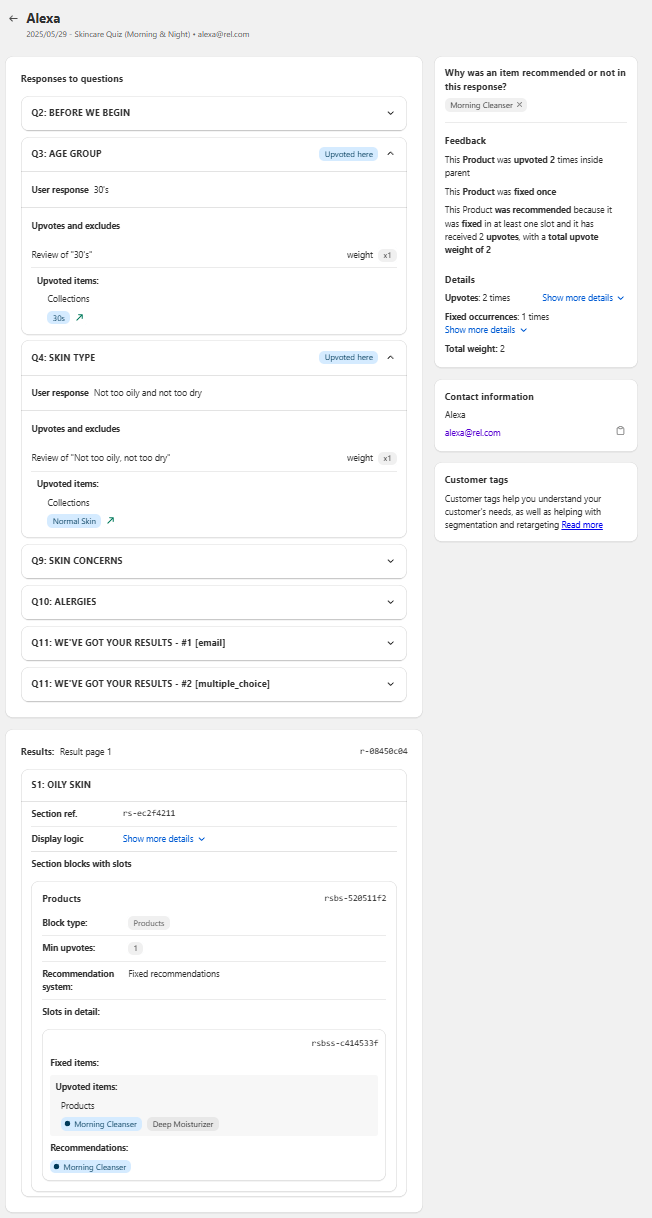 Alexa
2025/05/29 - Skincare Quiz (Morning & Night) • alexa@rel.com
Responses to questions
Q2: BEFORE WE BEGIN
Q3: AGE GROUP Upvoted here
User response 30's
Upvotes and excludes
Review of "30's" weight x1
Upvoted items:
Collections
30s
Q4: SKIN TYPE Upvoted here
User response Not too oily and not too dry
Upvotes and excludes
Review of "Not too oily, not too dry" weight x1
Upvoted items:
Collections
Normal Skin
Q9: SKIN CONCERNS
Q10: ALERGIES
Q11: WE'VE GOT YOUR RESULTS - #1 [email]
Q11: WE'VE GOT YOUR RESULTS - #2 [multiple_choice]
Results: Result page 1 r-08450c04
S1: OILY SKIN
Section ref. rs-ec2f4211
Display logic Show more details
Section blocks with slots
Products rsbs-520511f2
Block type: Products
Min upvotes: 1
Recommendation Fixed recommendations
system:
Slots in detail:
rsbss-c414533f
Fixed items:
Upvoted items:
Products
Morning Cleanser Deep Moisturizer
Recommendations:
Morning Cleanser
Why was an item recommended or not in
this response?
Morning Cleanser ×
Feedback
This Product was upvoted 2 times inside
parent
This Product was fixed once
This Product was recommended because it
was fixed in at least one slot and it has
received 2 upvotes, with a total upvote
weight of 2
Details
Upvotes: 2 times Show more details
Fixed occurrences: 1 times
Show more details
Total weight: 2
Contact information
Alexa
alexa@rel.com
Customer tags
Customer tags help you understand your
customer's needs, as well as helping with
segmentation and retargeting Read more